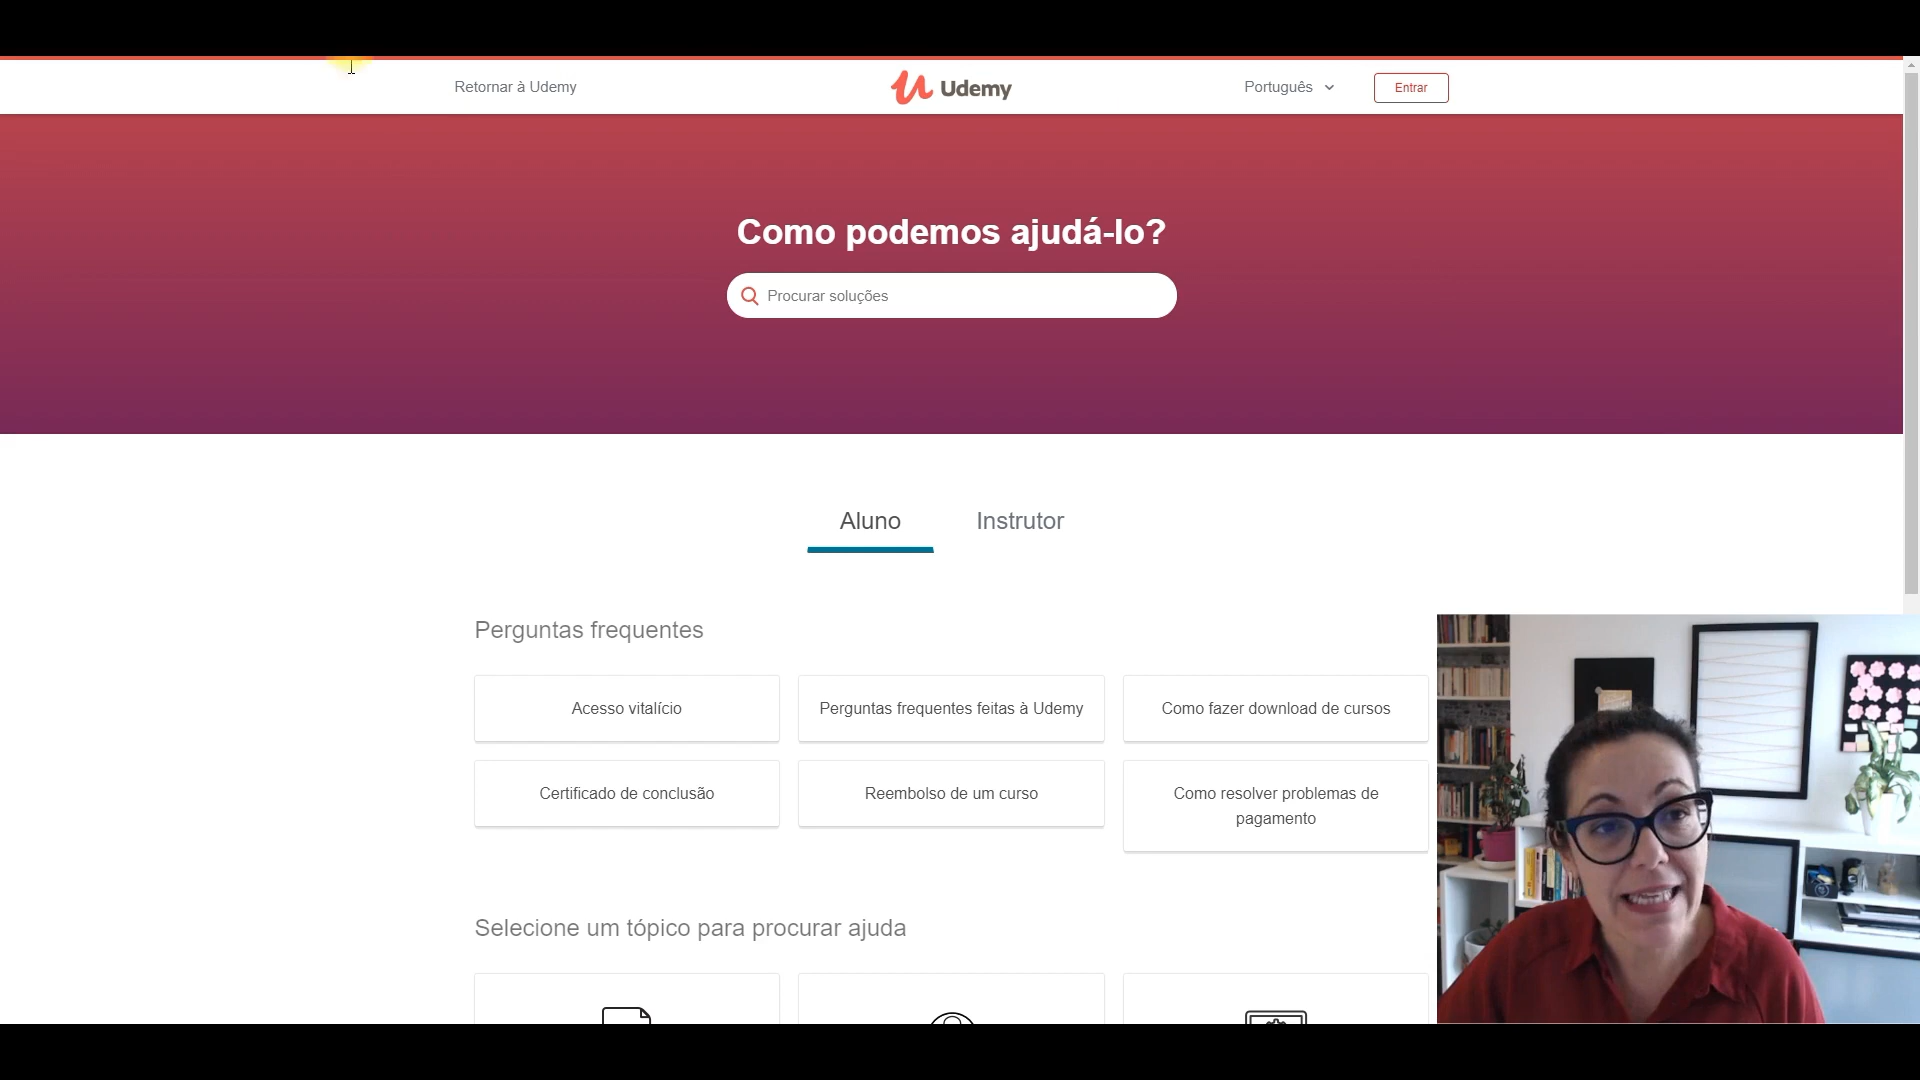 Retornar à Udemy
Udemy
Português
Entrar
Como podemos ajudá-lo?
Procurar soluções
Aluno
Instrutor
Perguntas frequentes
Acesso vitalício
Perguntas frequentes feitas à Udemy
Como fazer download de cursos
Certificado de conclusão
Reembolso de um curso
Como resolver problemas de
pagamento
Selecione um tópico para procurar ajuda